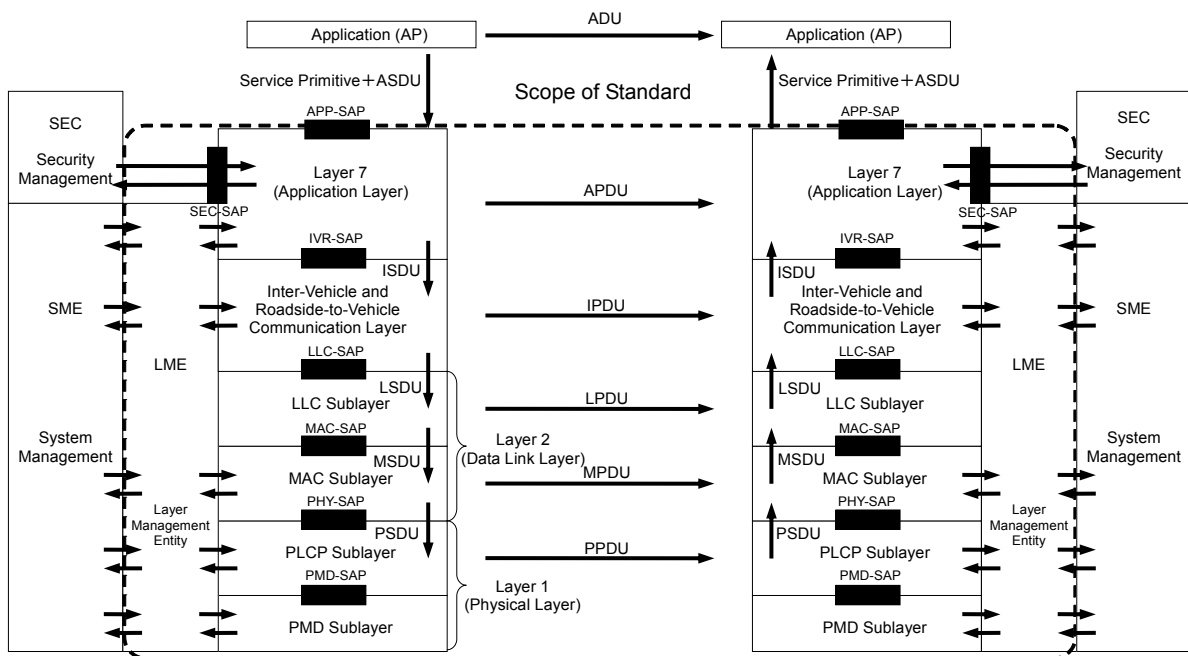 ADU
Application (AP)
Application (AP)
Service Primitive＋ASDU
Service Primitive＋ASDU
Scope of Standard
SEC
Security
Management
APP-SAP
Layer 7
(Application Layer)
SEC-SAP
APDU
APP-SAP
Layer 7
(Application Layer)
SEC-SAP
SEC
Security
Management
IVR-SAP
ISDU
Inter-Vehicle and
Roadside-to-Vehicle
Communication Layer
IPDU
IVR-SAP
ISDU
Inter-Vehicle and
Roadside-to-Vehicle
Communication Layer
SME
SME
LME
LME
LLC-SAP
LSDU
LLC Sublayer
LPDU
LLC-SAP
LSDU
LLC Sublayer
System
Management
System
Management
MAC-SAP
MSDU
MAC Sublayer
Layer 2
(Data Link Layer)
MPDU
MAC-SAP
MSDU
MAC Sublayer
Layer
Management
Entity
Layer
Management
Entity
PHY-SAP
PSDU
PLCP Sublayer
PPDU
PHY-SAP
PSDU
PLCP Sublayer
PMD-SAP
PMD Sublayer
Layer 1
(Physical Layer)
PMD-SAP
PMD Sublayer